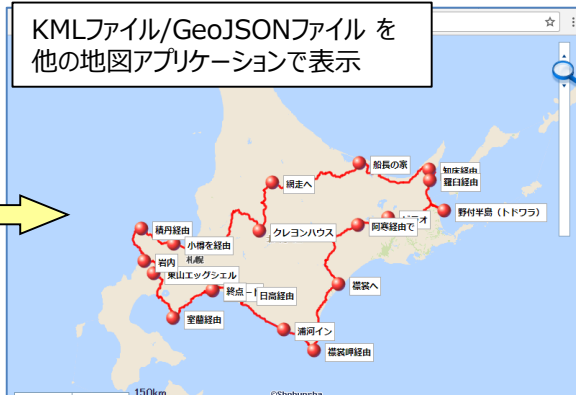 KMLファイル/GeoJSONファイル を
他の地図アプリケーションで表示
船長の家
知床経由
羅臼経由
網走へ
野付半島（トドワラ）
積丹経由
クレヨンハウス
阿寒経由で
小樽を経由
札幌
岩内
東山エッグシェル
襟裳へ
終点
日高経由
室蘭経由
浦河イン
襟裳岬経由
150km
©Shobunsha